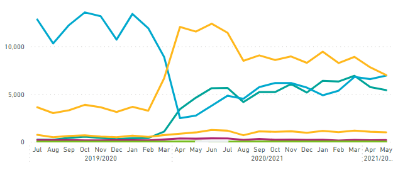 10,000
5,000
0
Jul Aug Sep Oct Nov Dec Jan Feb Mar Apr May Jun Jul Aug Sep Oct Nov Dec Jan Feb Mar Apr May
2019/2020 2020/2021 2021/20...